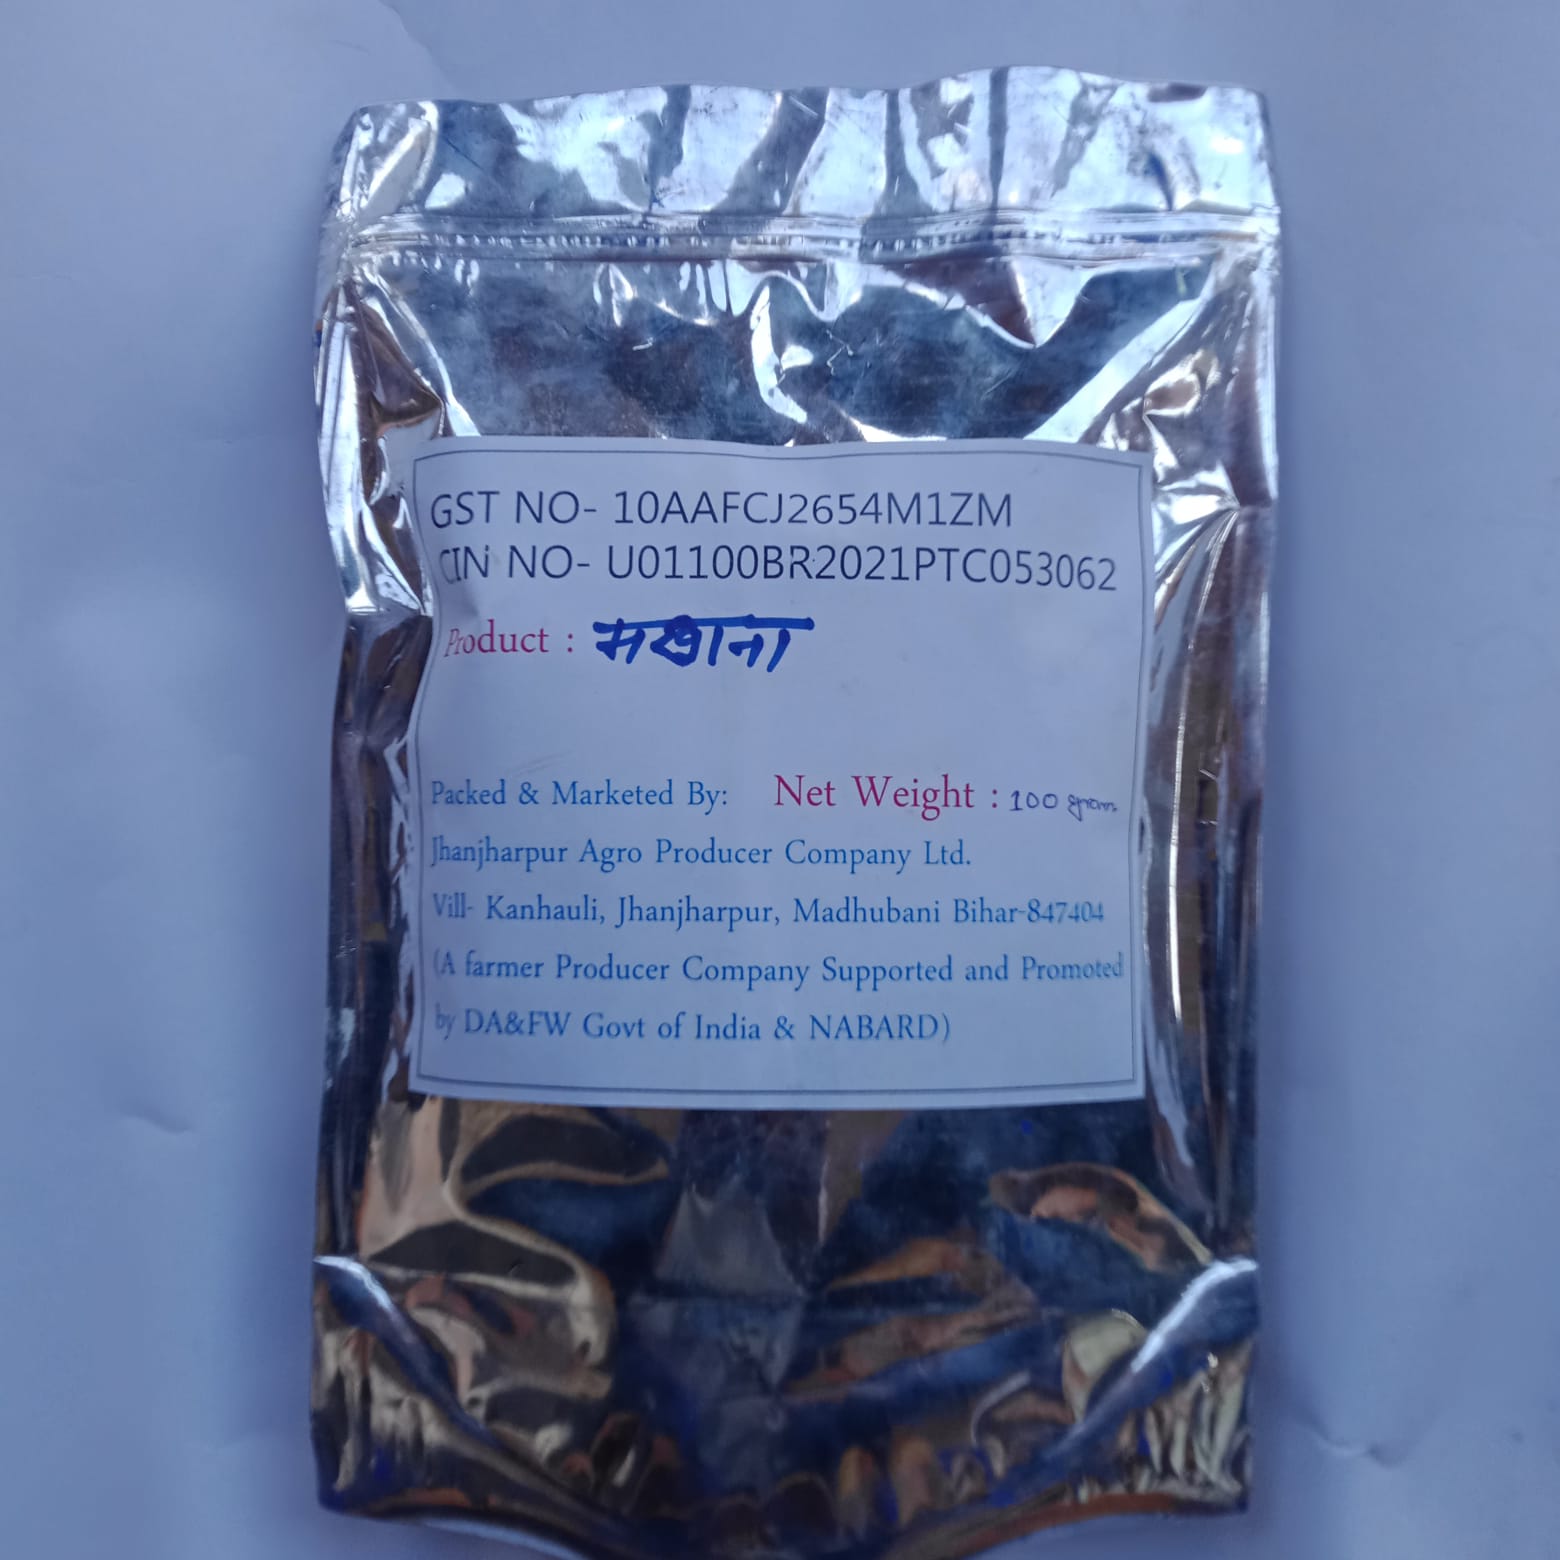 GST NO- 10AAFCJ2654M1ZM
CIN NO- U01100BR2021PTC053062
Product : मखाना
Packed & Marketed By: Net Weight : 100 gram
Jhanjharpur Agro Producer Company Ltd.
Vill- Kanhauli, Jhanjharpur, Madhubani Bihar-847404
(A farmer Producer Company Supported and Promoted
by DA&FW Govt of India & NABARD)